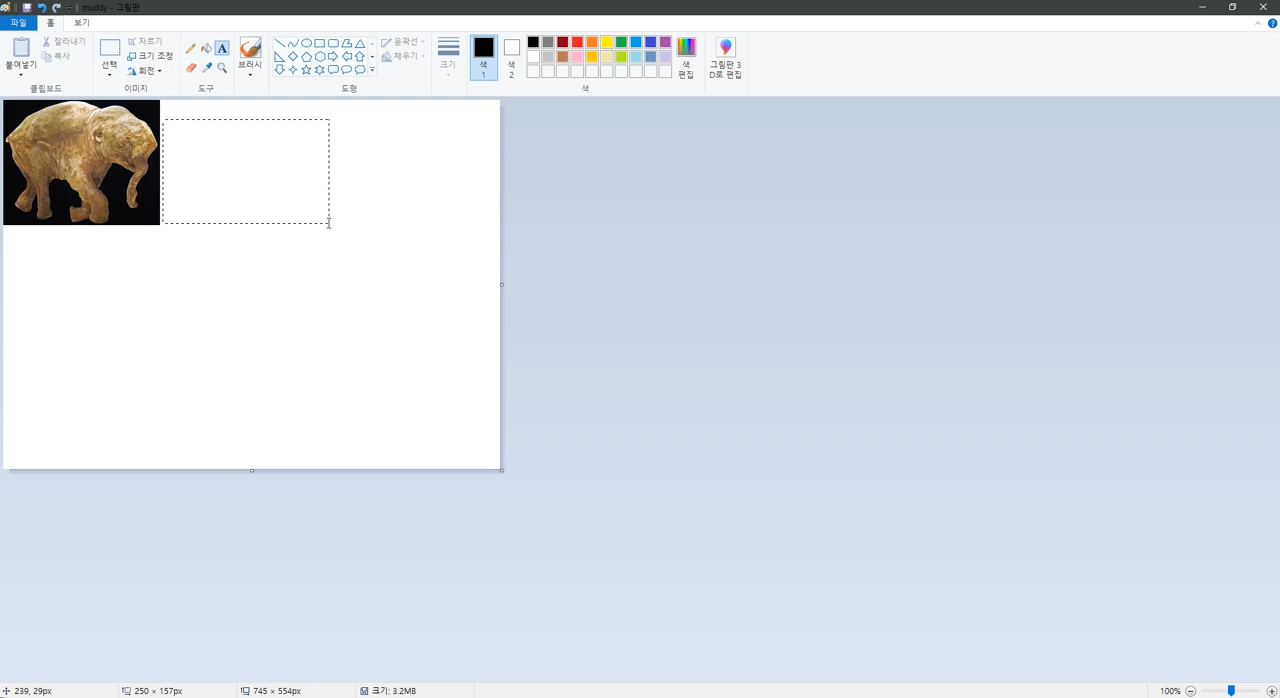 muddy - 그림판
파일 홈 보기
붙여넣기 잘라내기 복사 선택 자르기 크기 조정 회전 A 브러시 윤곽선 채우기 크기 색 1 색 2 색 편집 그림판 3D로 편집
클립보드 이미지 도구 도형 색
239, 29px 250 × 157px 745 × 554px 크기: 3.2MB 100%